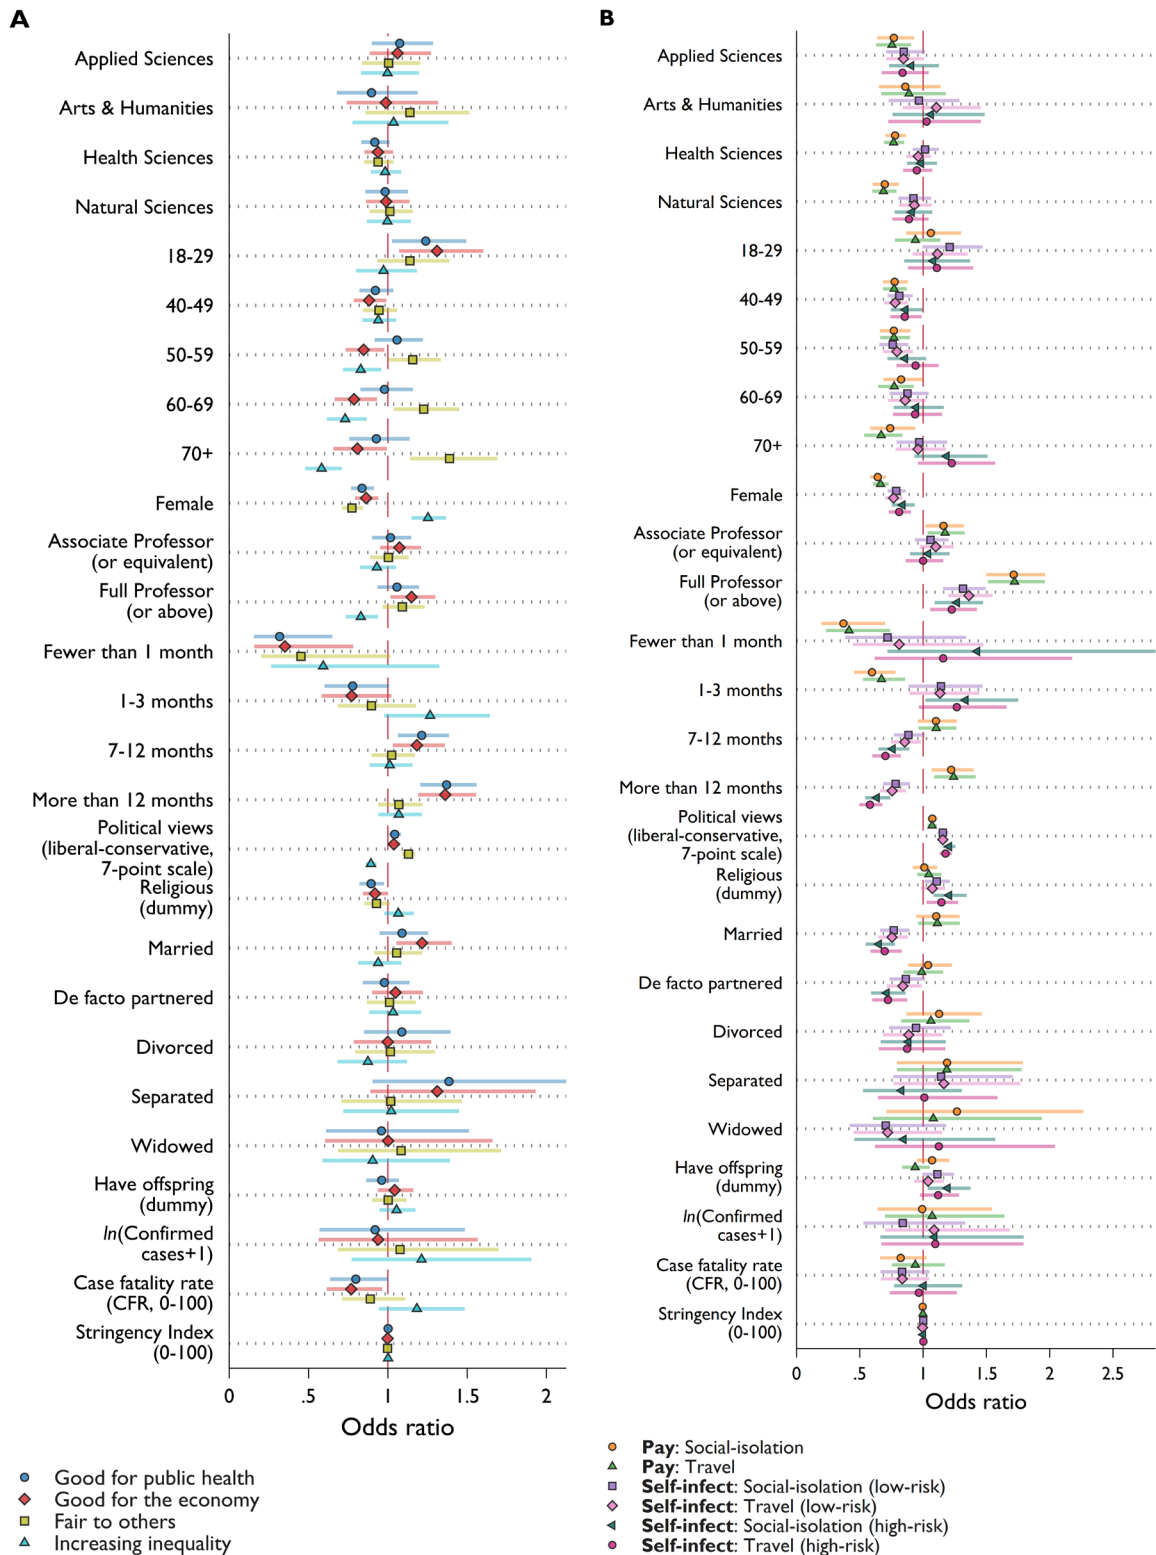 A
Applied Sciences
Arts & Humanities
Health Sciences
Natural Sciences
18-29
40-49
50-59
60-69
70+
Female
Associate Professor
(or equivalent)
Full Professor
(or above)
Fewer than 1 month
1-3 months
7-12 months
More than 12 months
Political views
(liberal-conservative,
7-point scale)
Religious
(dummy)
Married
De facto partnered
Divorced
Separated
Widowed
Have offspring
(dummy)
ln(Confirmed
cases+1)
Case fatality rate
(CFR, 0-100)
Stringency Index
(0-100)
0 .5 1 1.5 2
Odds ratio
Good for public health
Good for the economy
Fair to others
Increasing inequality
B
Applied Sciences
Arts & Humanities
Health Sciences
Natural Sciences
18-29
40-49
50-59
60-69
70+
Female
Associate Professor
(or equivalent)
Full Professor
(or above)
Fewer than 1 month
1-3 months
7-12 months
More than 12 months
Political views
(liberal-conservative,
7-point scale)
Religious
(dummy)
Married
De facto partnered
Divorced
Separated
Widowed
Have offspring
(dummy)
ln(Confirmed
cases+1)
Case fatality rate
(CFR, 0-100)
Stringency Index
(0-100)
0 .5 1 1.5 2 2.5
Odds ratio
Pay: Social-isolation
Pay: Travel
Self-infect: Social-isolation (low-risk)
Self-infect: Travel (low-risk)
Self-infect: Social-isolation (high-risk)
Self-infect: Travel (high-risk)